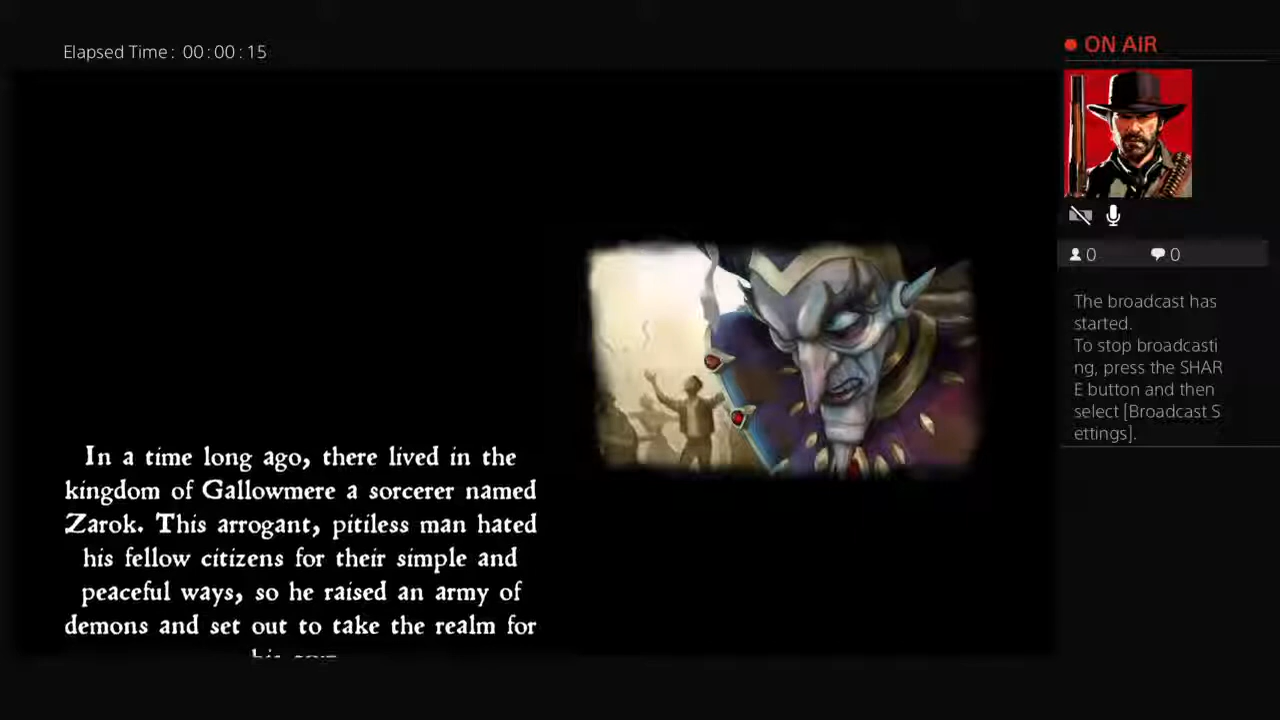 Elapsed Time: 00:00:15
ON AIR
0
0
The broadcast has
started.
To stop broadcasti
ng, press the SHAR
E button and then
select [Broadcast S
ettings].
In a time long ago, there lived in the
kingdom of Gallowmere a sorcerer named
Zarok. This arrogant, pitiless man hated
his fellow citizens for their simple and
peaceful ways, so he raised an army of
demons and set out to take the realm for